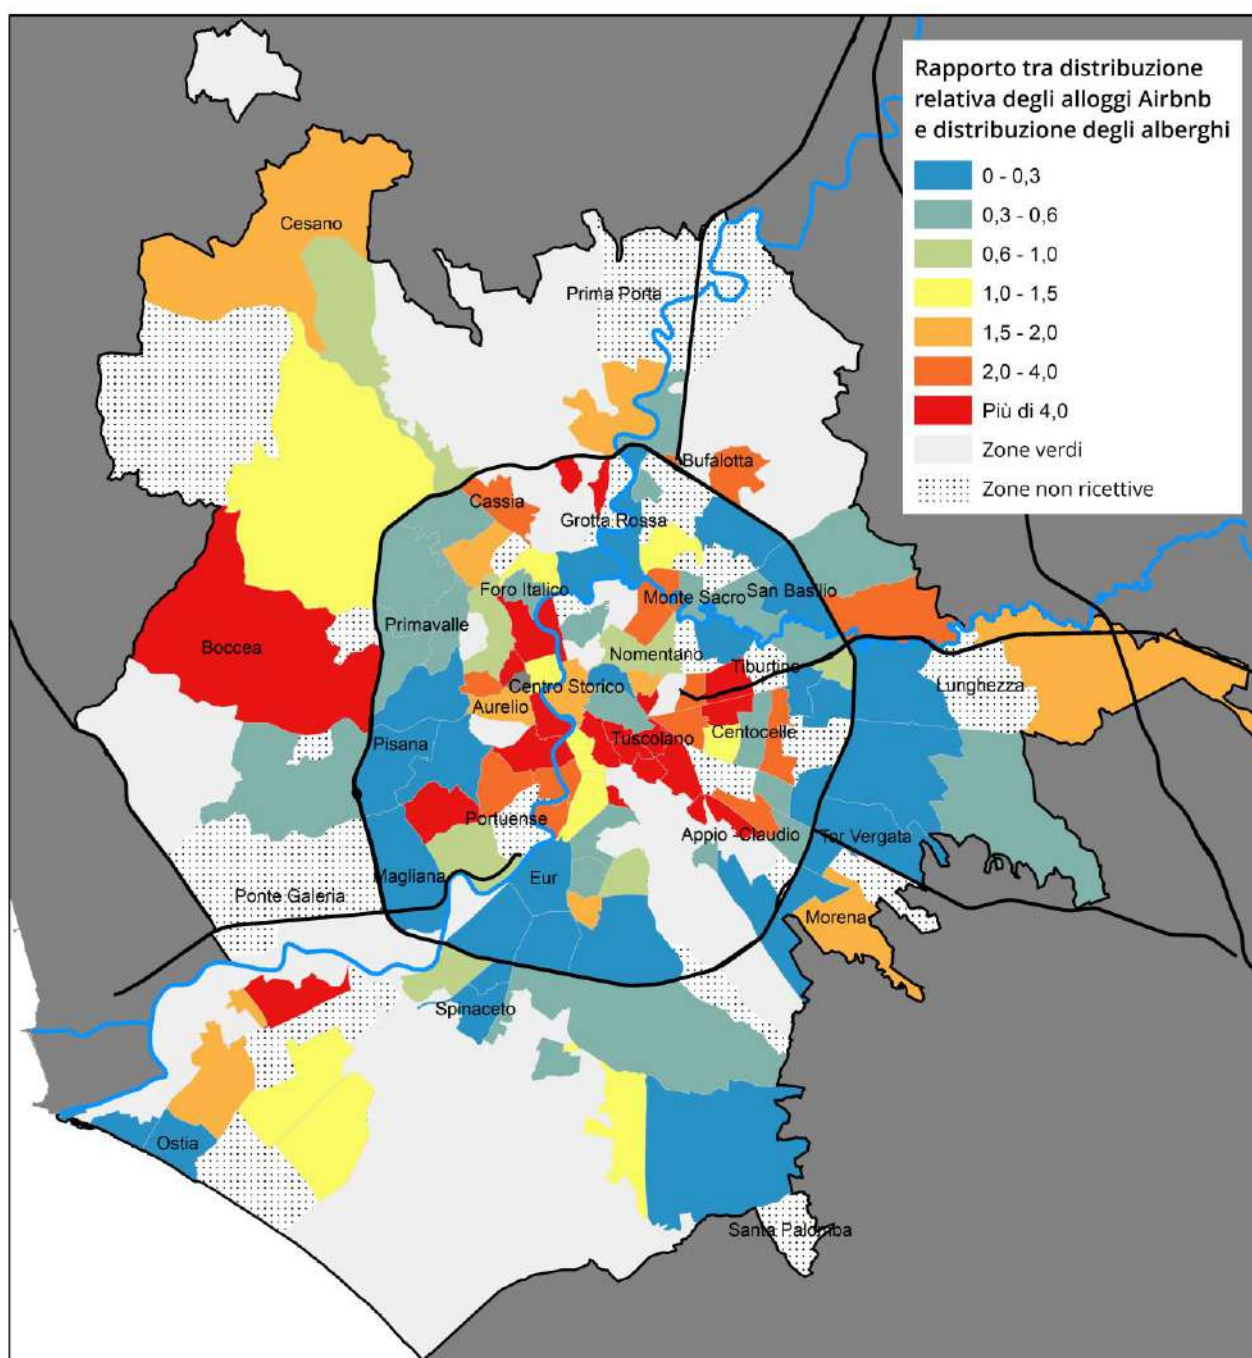 Rapporto tra distribuzione
relativa degli alloggi Airbnb
e distribuzione degli alberghi
0 - 0,3
0,3 - 0,6
0,6 - 1,0
1,0 - 1,5
1,5 - 2,0
2,0 - 4,0
Più di 4,0
Zone verdi
Zone non ricettive
Cesano
Prima Porta
Bufalotta
Cassia
Grotta Rossa
Foro Italico
Monte Sacro
San Basilio
Primavalle
Boccea
Nomentano
Tiburtino
Centro Storico
Lunghezza
Aurelio
Pisana
Tuscolano
Centocelle
Portuense
Appio -Claudio
Tor Vergata
Magliana
Eur
Ponte Galeria
Morena
Spinaceto
Ostia
Santa Palomba